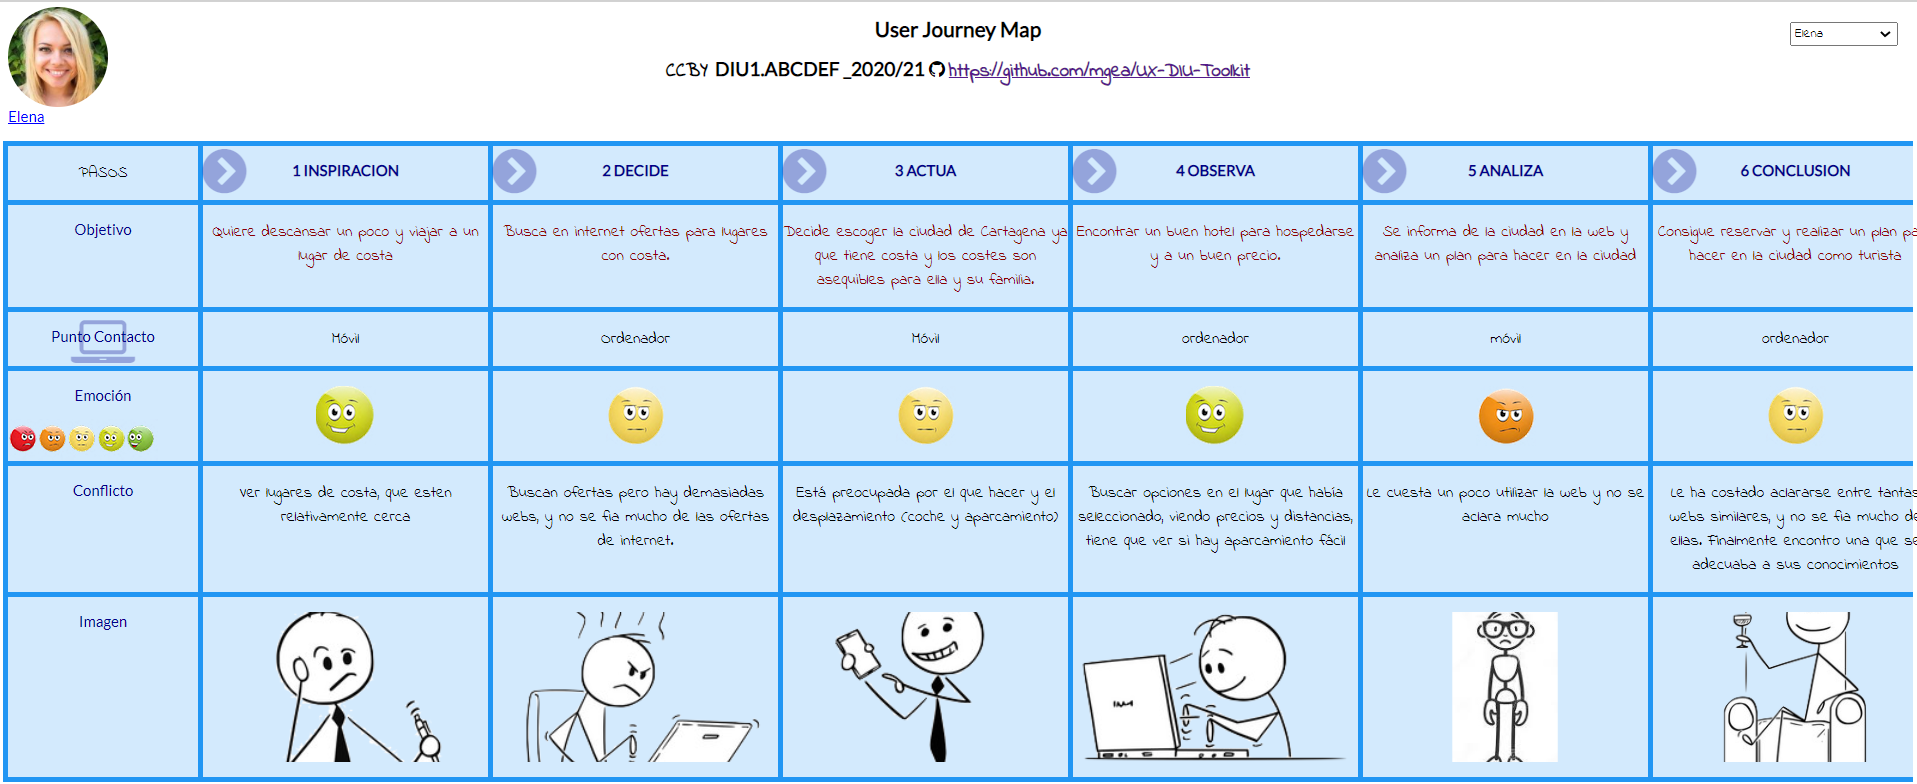 User Journey Map
Elena
CCBY DIU1.ABCDEF _2020/21 https://github.com/mgea/UX-DIU-Toolkit
Elena
PASOS
1 INSPIRACION
2 DECIDE
3 ACTUA
4 OBSERVA
5 ANALIZA
6 CONCLUSION
Objetivo
Quiere descansar un poco y viajar a un
lugar de costa
Busca en internet ofertas para lugares
con costa.
Decide escoger la ciudad de Cartagena ya
que tiene costa y los costes son
asequibles para ella y su familia.
Encontrar un buen hotel para hospedarse
y a un buen precio.
Se informa de la ciudad en la web y
analiza un plan para hacer en la ciudad
Consigue reservar y realizar un plan pa
hacer en la ciudad como turista
Punto Contacto
Móvil
Ordenador
Móvil
ordenador
móvil
ordenador
Emoción
Conflicto
Ver lugares de costa, que esten
relativamente cerca
Buscan ofertas pero hay demasiadas
webs, y no se fia mucho de las ofertas
de internet.
Está preocupada por el que hacer y el
desplazamiento (coche y aparcamiento)
Buscar opciones en el lugar que había
seleccionado, viendo precios y distancias,
tiene que ver si hay aparcamiento fácil
Le cuesta un poco utilizar la web y no se
aclara mucho
Le ha costado aclararse entre tantas
webs similares, y no se fia mucho de
ellas. Finalmente encontro una que se
adecuaba a sus conocimientos
Imagen